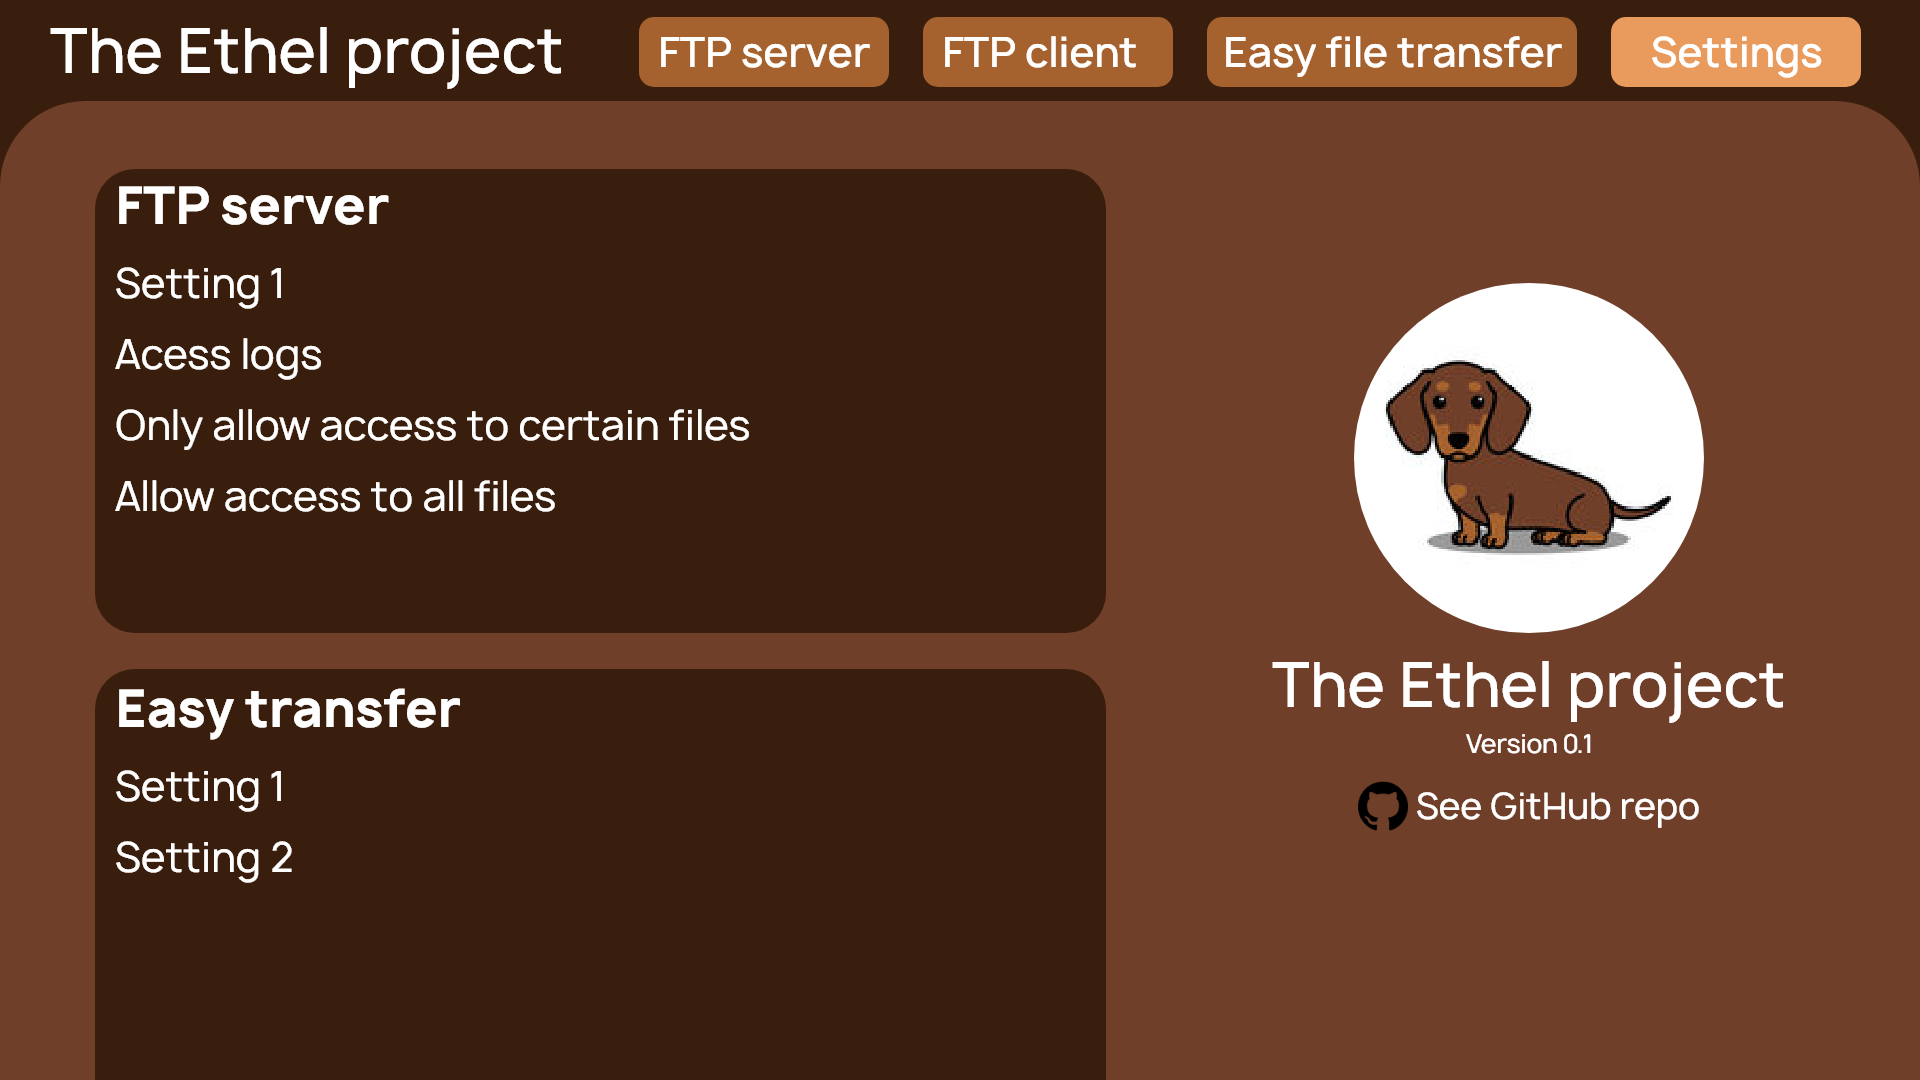 The Ethel project
FTP server
FTP client
Easy file transfer
Settings
FTP server
Setting 1
Acess logs
Only allow access to certain files
Allow access to all files
Easy transfer
Setting 1
Setting 2
The Ethel project
Version 0.1
See GitHub repo